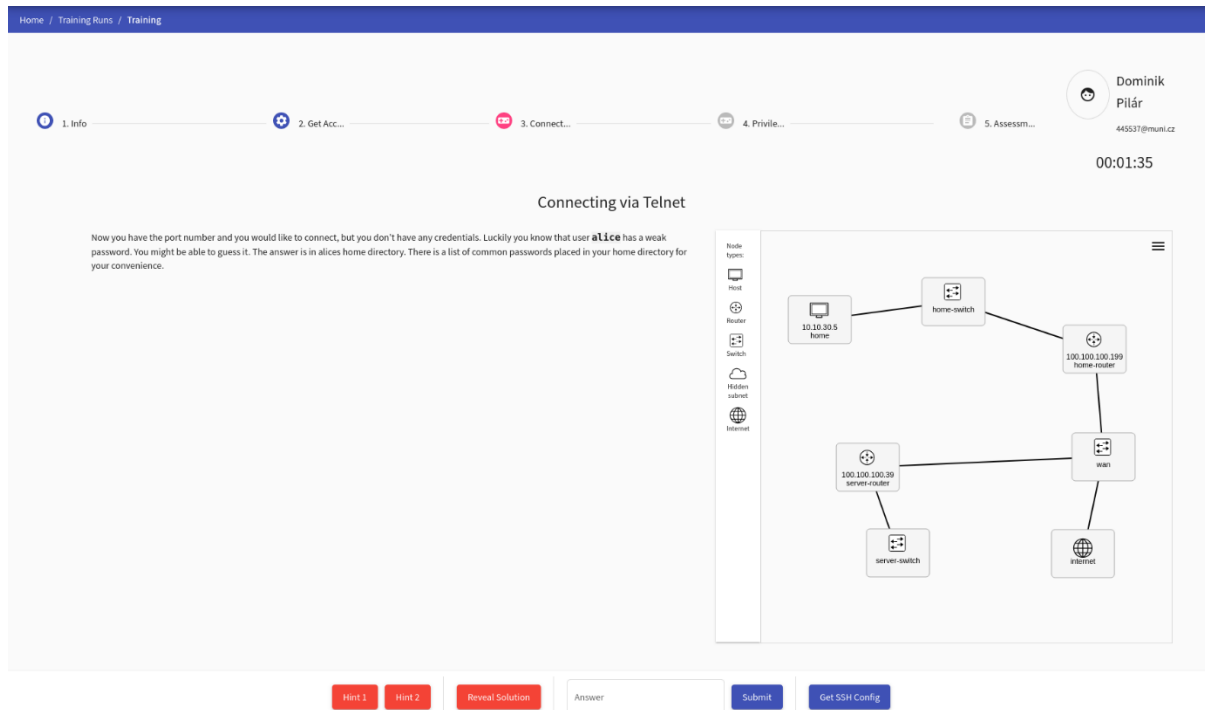 Home / Training Runs / Training
Dominik
Pilár
445537@muni.cz
1. Info
2. Get Acc...
3. Connect...
4. Privile...
5. Assessm...
00:01:35
Connecting via Telnet
Now you have the port number and you would like to connect, but you don't have any credentials. Luckily you know that user alice has a weak
password. You might be able to guess it. The answer is in alices home directory. There is a list of common passwords placed in your home directory for
your convenience.
Node
types:
Host
Router
Switch
Hidden
subnet
Internet
home-switch
10.10.30.5
home
100.100.100.199
home-router
wan
100.100.100.39
server-router
server-switch
internet
Hint 1
Hint 2
Reveal Solution
Answer
Submit
Get SSH Config